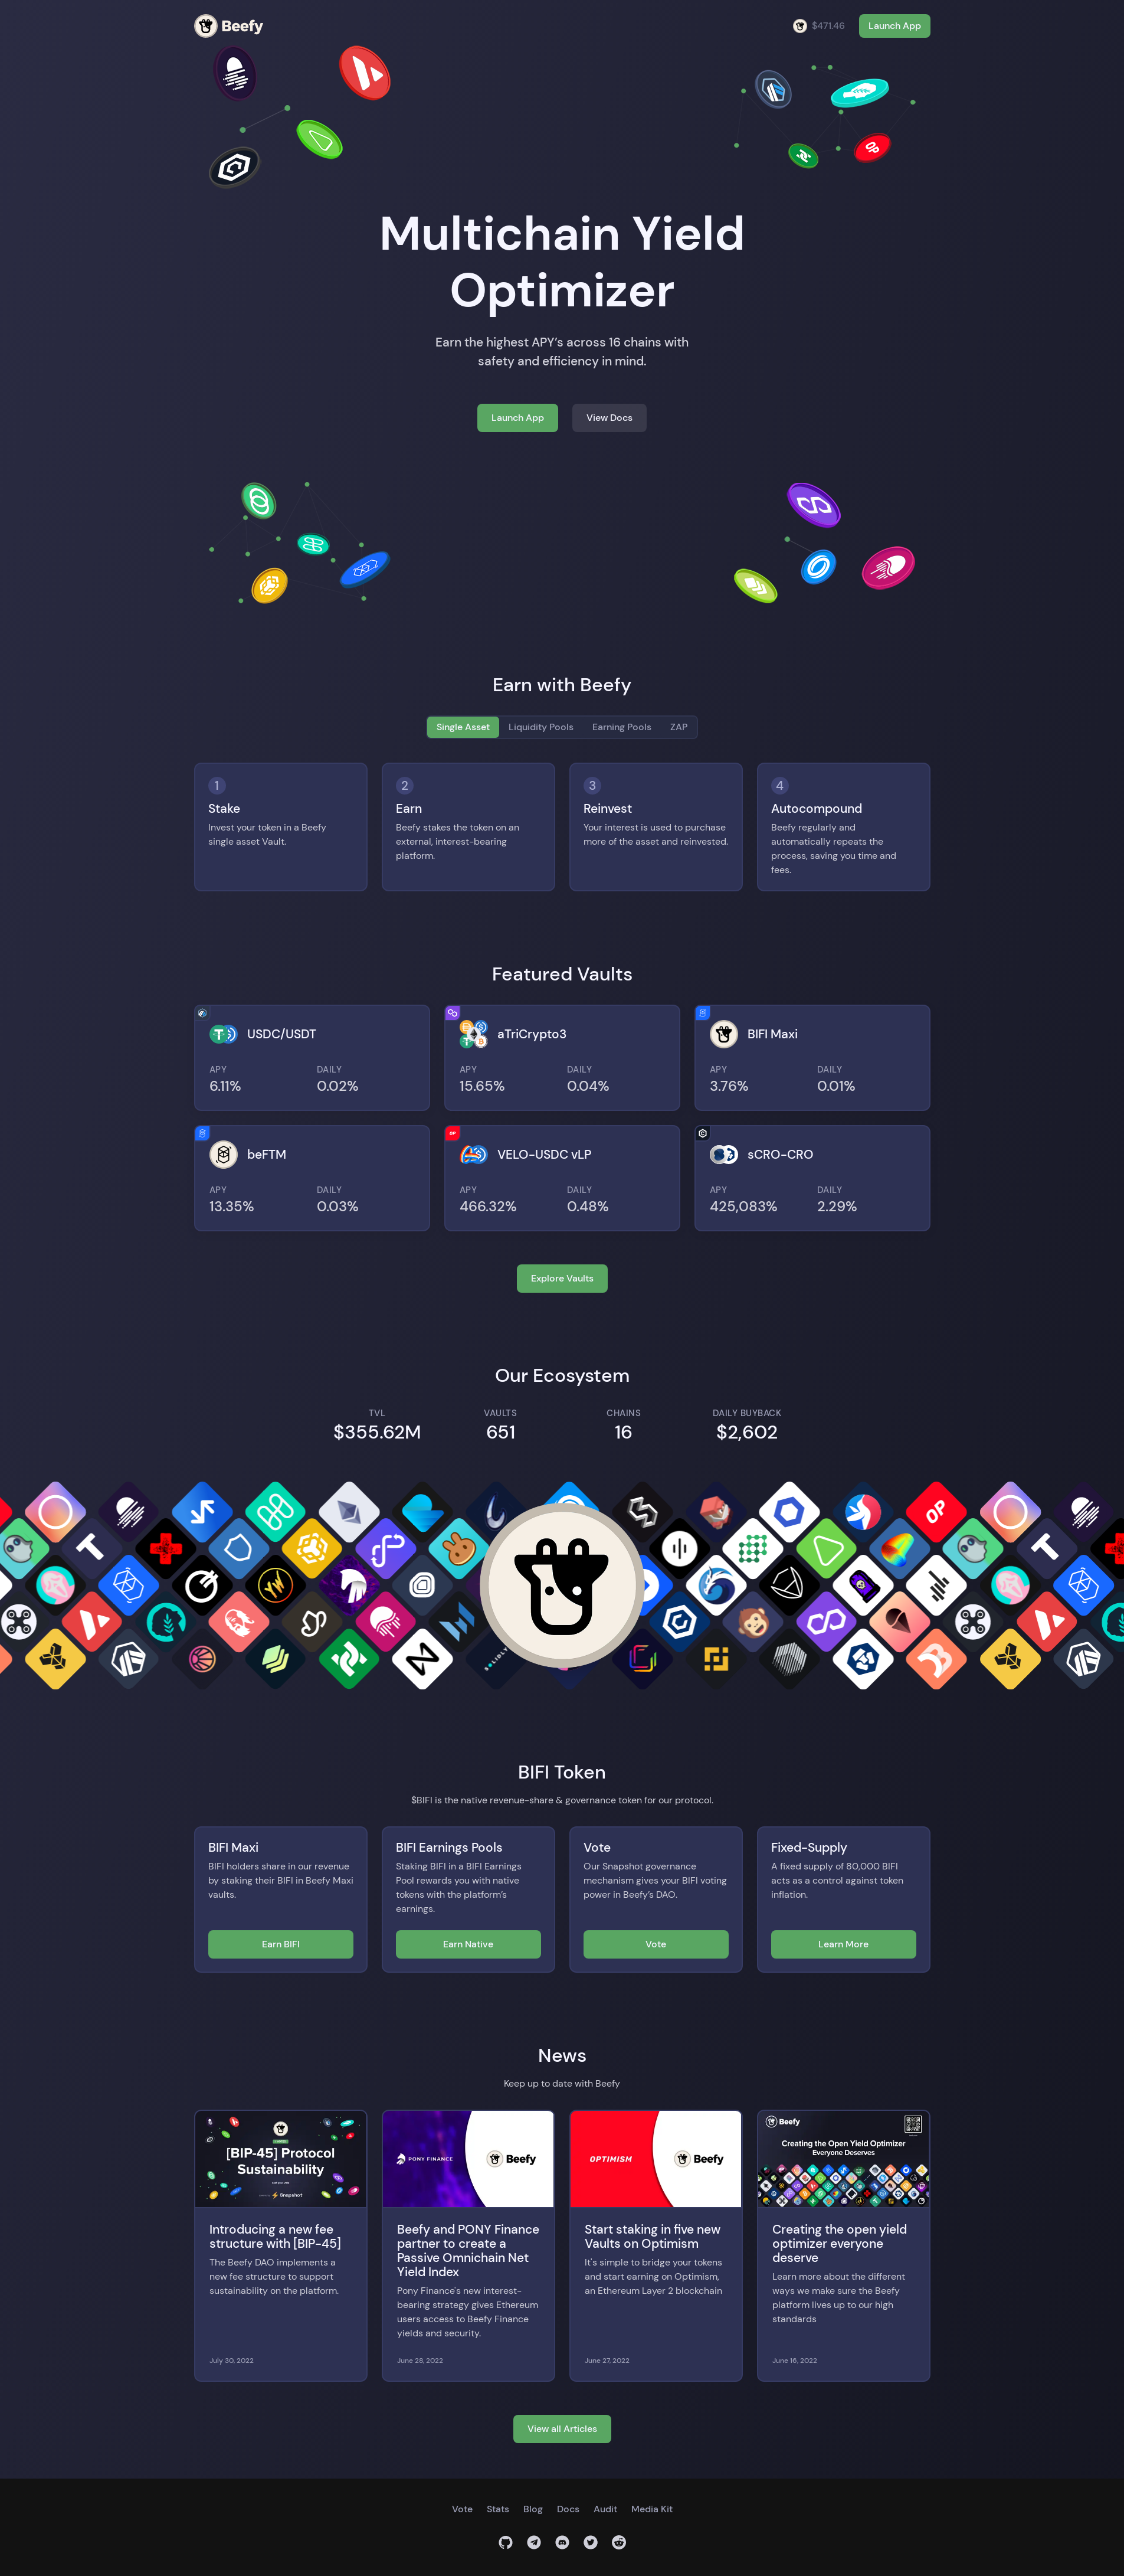 Beefy
$471.46
Launch App
Multichain Yield
Optimizer
Earn the highest APY’s across 16 chains with
safety and efficiency in mind.
Launch App
View Docs
Earn with Beefy
Single Asset
Liquidity Pools
Earning Pools
ZAP
1
Stake
Invest your token in a Beefy
single asset Vault.
2
Earn
Beefy stakes the token on an
external, interest-bearing
platform.
3
Reinvest
Your interest is used to purchase
more of the asset and reinvested.
4
Autocompound
Beefy regularly and
automatically repeats the
process, saving you time and
fees.
Featured Vaults
USDC/USDT
APY
DAILY
6.11%
0.02%
aTriCrypto3
APY
DAILY
15.65%
0.04%
BIFI Maxi
APY
DAILY
3.76%
0.01%
beFTM
APY
DAILY
13.35%
0.03%
VELO-USDC vLP
APY
DAILY
466.32%
0.48%
sCRO-CRO
APY
DAILY
425,083%
2.29%
Explore Vaults
Our Ecosystem
TVL
$355.62M
VAULTS
651
CHAINS
16
DAILY BUYBACK
$2,602
OP
BIFI Token
$BIFI is the native revenue-share & governance token for our protocol.
BIFI Maxi
BIFI holders share in our revenue
by staking their BIFI in Beefy Maxi
vaults.
Earn BIFI
BIFI Earnings Pools
Staking BIFI in a BIFI Earnings
Pool rewards you with native
tokens with the platform’s
earnings.
Earn Native
Vote
Our Snapshot governance
mechanism gives your BIFI voting
power in Beefy’s DAO.
Vote
Fixed-Supply
A fixed supply of 80,000 BIFI
acts as a control against token
inflation.
Learn More
News
Keep up to date with Beefy
[BIP-45] Protocol
Sustainability
Snapshot
Introducing a new fee
structure with [BIP-45]
The Beefy DAO implements a
new fee structure to support
sustainability on the platform.
July 30, 2022
PONY FINANCE
Beefy
Beefy and PONY Finance
partner to create a
Passive Omnichain Net
Yield Index
Pony Finance's new interest-
bearing strategy gives Ethereum
users access to Beefy Finance
yields and security.
June 28, 2022
OPTIMISM
Beefy
Start staking in five new
Vaults on Optimism
It's simple to bridge your tokens
and start earning on Optimism,
an Ethereum Layer 2 blockchain
June 27, 2022
Beefy
Creating the Open Yield Optimizer
Everyone Deserves
Creating the open yield
optimizer everyone
deserve
Learn more about the different
ways we make sure the Beefy
platform lives up to our high
standards
June 16, 2022
View all Articles
Vote
Stats
Blog
Docs
Audit
Media Kit